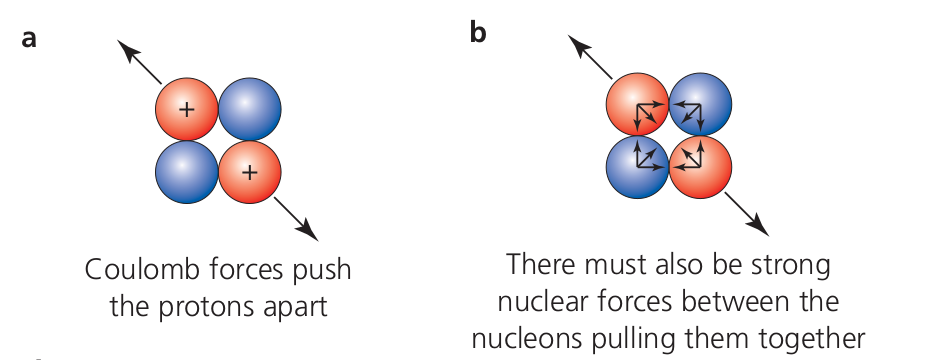 a
b
+
+
Coulomb forces push
the protons apart
There must also be strong
nuclear forces between the
nucleons pulling them together